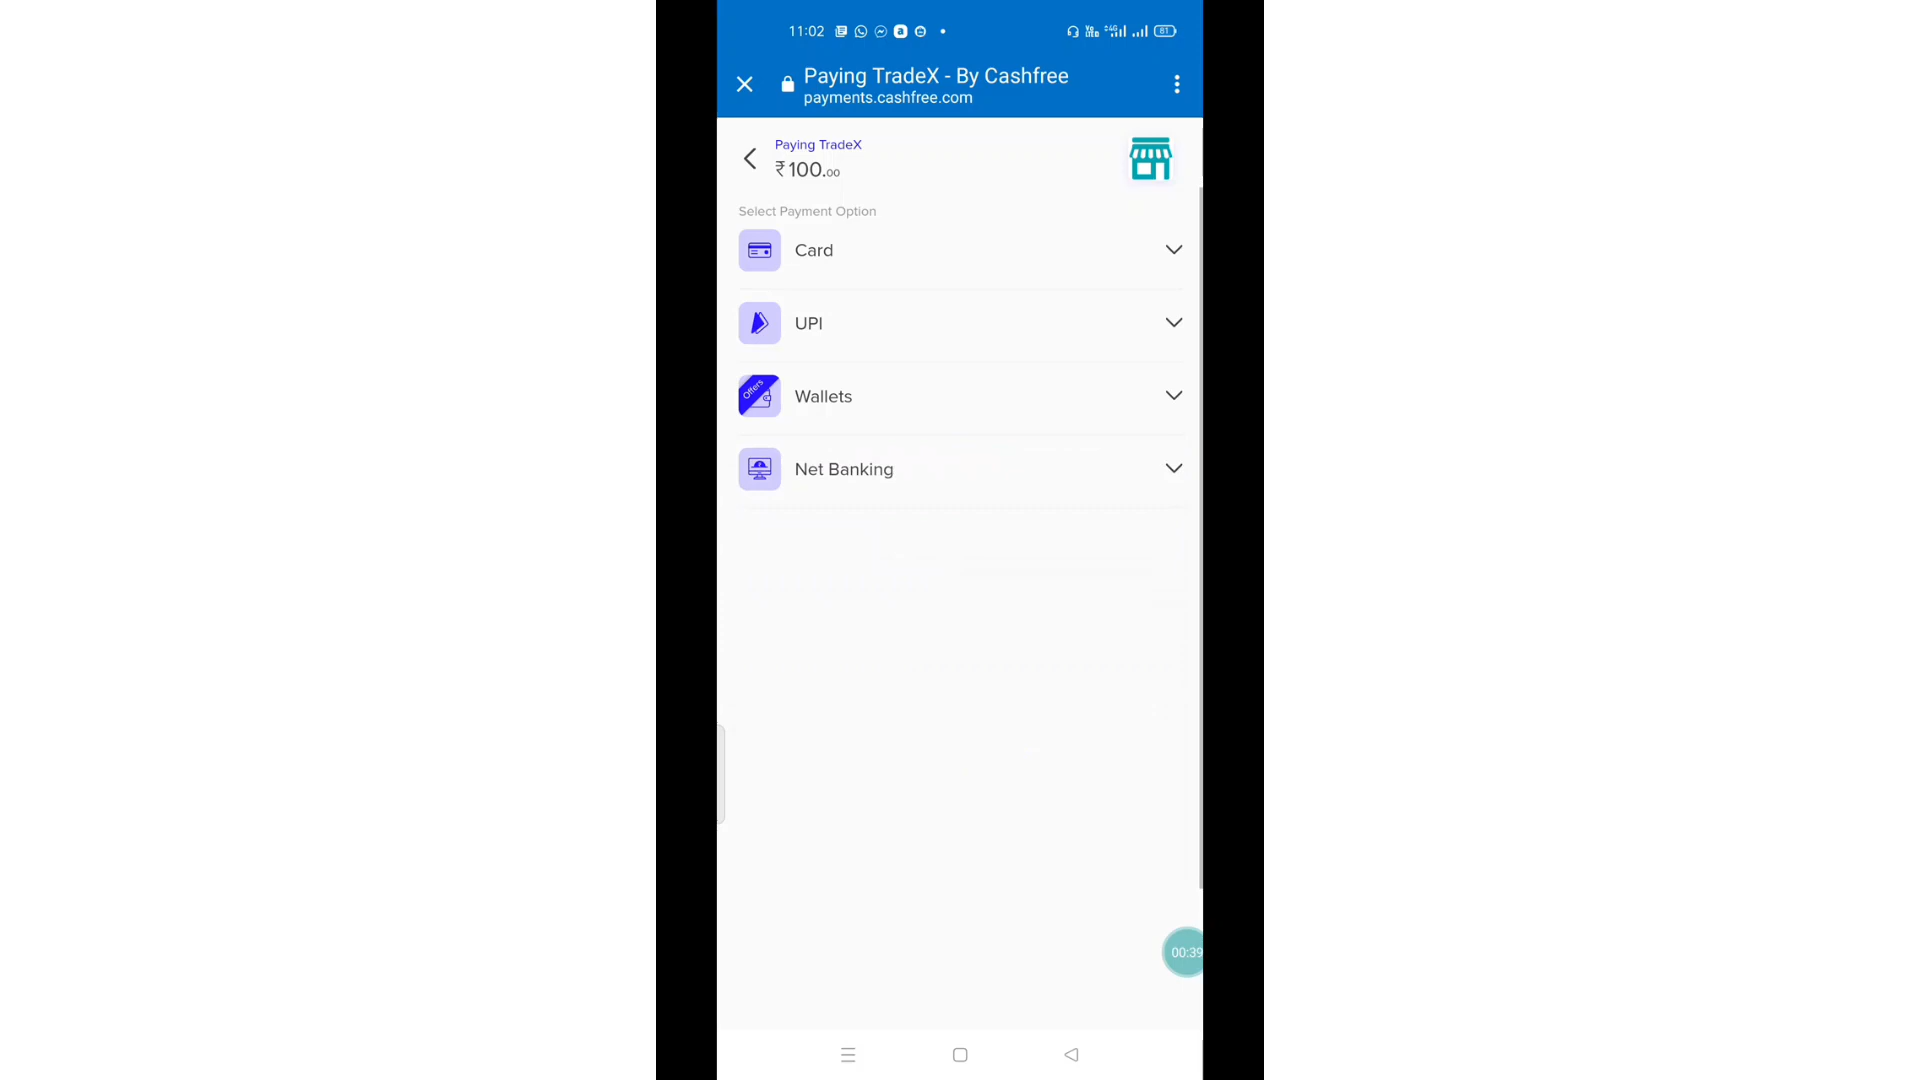 11:02
81
Paying TradeX - By Cashfree
payments.cashfree.com
Paying TradeX
₹100.00
Select Payment Option
Card
UPI
Offers
Wallets
Net Banking
00:39